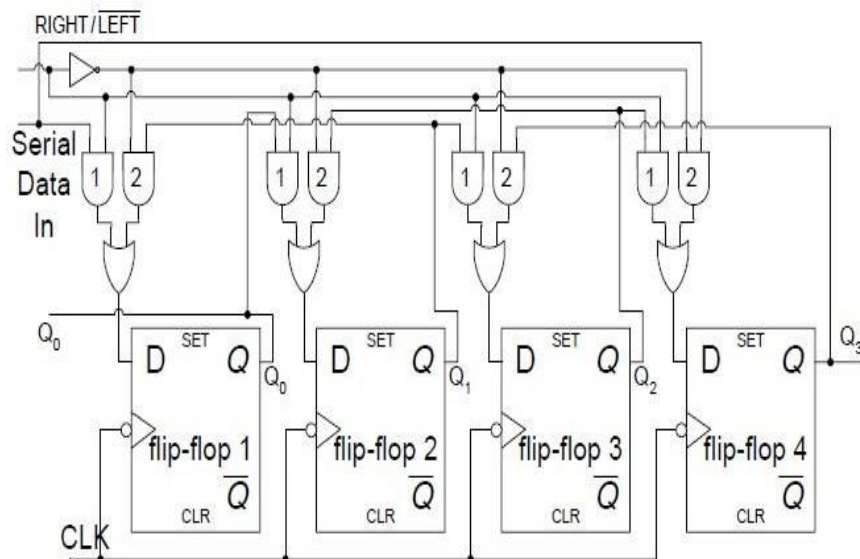 RIGHT/LEFT
Serial
Data
In
1 2 1 2 1 2 1 2
Q0
SET SET SET SET
D Q Q0 D Q Q1 D Q Q2 D Q Q3
flip-flop 1 flip-flop 2 flip-flop 3 flip-flop 4
Q Q Q Q
CLR CLR CLR CLR
CLK